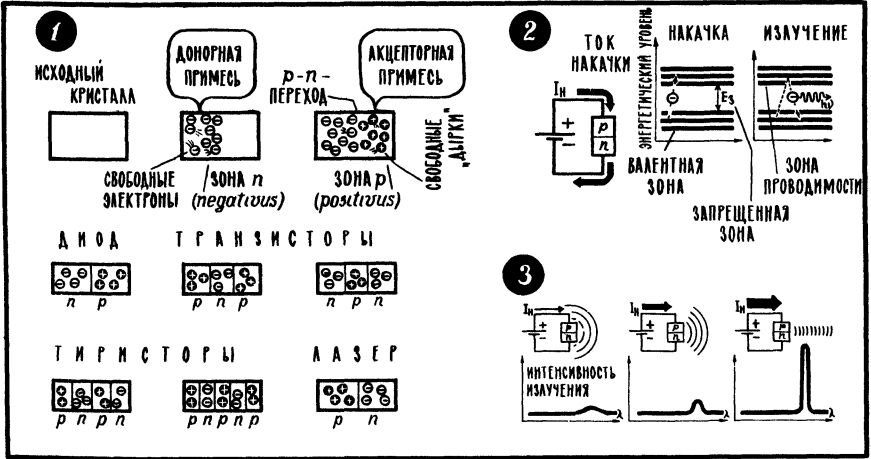 1
ИСХОДНЫЙ
КРИСТАЛЛ
ДОНОРНАЯ
ПРИМЕСЬ
p-n-
ПЕРЕХОД
АКЦЕПТОРНАЯ
ПРИМЕСЬ
СВОБОДНЫЕ
ЭЛЕКТРОНЫ
ЗОНА n
(negativus)
ЗОНА p
(positivus)
СВОБОДНЫЕ
„ДЫРКИ"
ДИОД
ТРАНЗИСТОРЫ
n p
p n p
n p n
ТИРИСТОРЫ
ЛАЗЕР
p n p n
p n p n p
p n
2
ТОК
НАКАЧКИ
Iн
+
−
p
n
ЭНЕРГЕТИЧЕСКИЙ УРОВЕНЬ
НАКАЧКА
ИЗЛУЧЕНИЕ
Eз
hν
ВАЛЕНТНАЯ
ЗОНА
ЗОНА
ПРОВОДИМОСТИ
ЗАПРЕЩЕННАЯ
ЗОНА
3
Iн
+
−
p
n
Iн
+
−
p
n
Iн
+
−
p
n
ИНТЕНСИВНОСТЬ
ИЗЛУЧЕНИЯ
λ
λ
λ